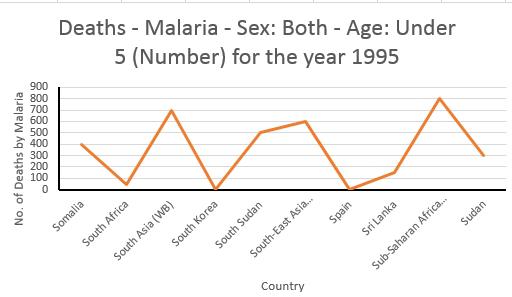 Deaths - Malaria - Sex: Both - Age: Under
5 (Number) for the year 1995
No. of Deaths by Malaria
900
800
700
600
500
400
300
200
100
0
Somalia
South Africa
South Asia (WB)
South Korea
South Sudan
South-East Asia...
Spain
Sri Lanka
Sub-Saharan Africa...
Sudan
Country